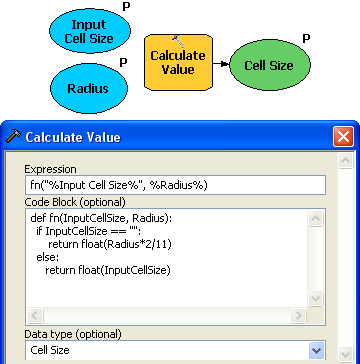 P
Input
Cell Size
P
Radius
Calculate
Value
P
Cell Size
Calculate Value
Expression
fn("%Input Cell Size%", %Radius%)
Code Block (optional)
def fn(InputCellSize, Radius):
if InputCellSize == "":
return float(Radius*2/11)
else:
return float(InputCellSize)
Data type (optional)
Cell Size